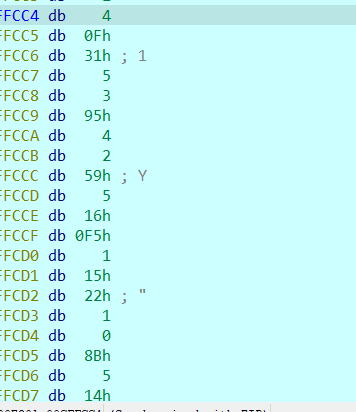 FFCC4 db 4
FFCC5 db 0Fh
FFCC6 db 31h ; 1
FFCC7 db 5
FFCC8 db 3
FFCC9 db 95h
FFCCA db 4
FFCCB db 2
FFCCC db 59h ; Y
FFCCD db 5
FFCCE db 16h
FFCCF db 0F5h
FFCD0 db 1
FFCD1 db 15h
FFCD2 db 22h ; "
FFCD3 db 1
FFCD4 db 0
FFCD5 db 8Bh
FFCD6 db 5
FFCD7 db 14h